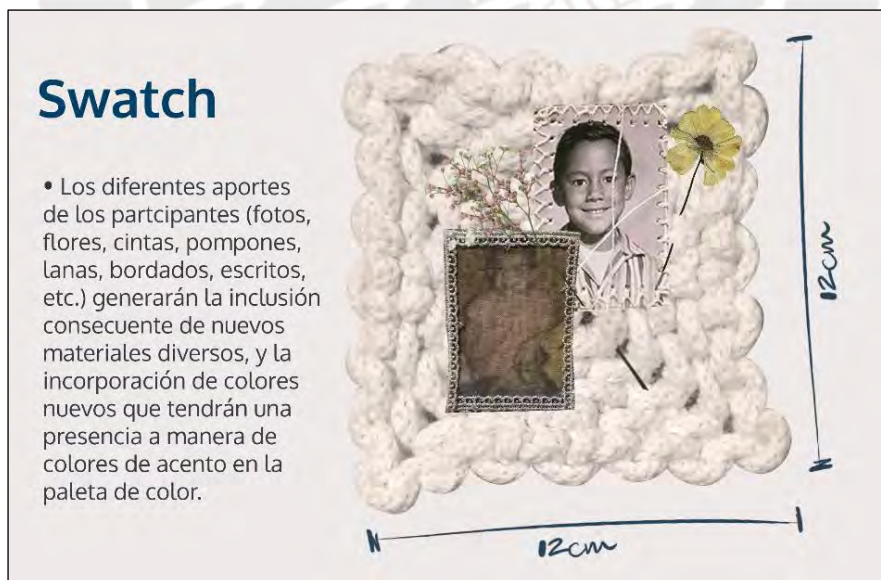 Swatch
• Los diferentes aportes
de los partcipantes (fotos,
flores, cintas, pompones,
lanas, bordados, escritos,
etc.) generarán la inclusión
consecuente de nuevos
materiales diversos, y la
incorporación de colores
nuevos que tendrán una
presencia a manera de
colores de acento en la
paleta de color.
12cm
12cm